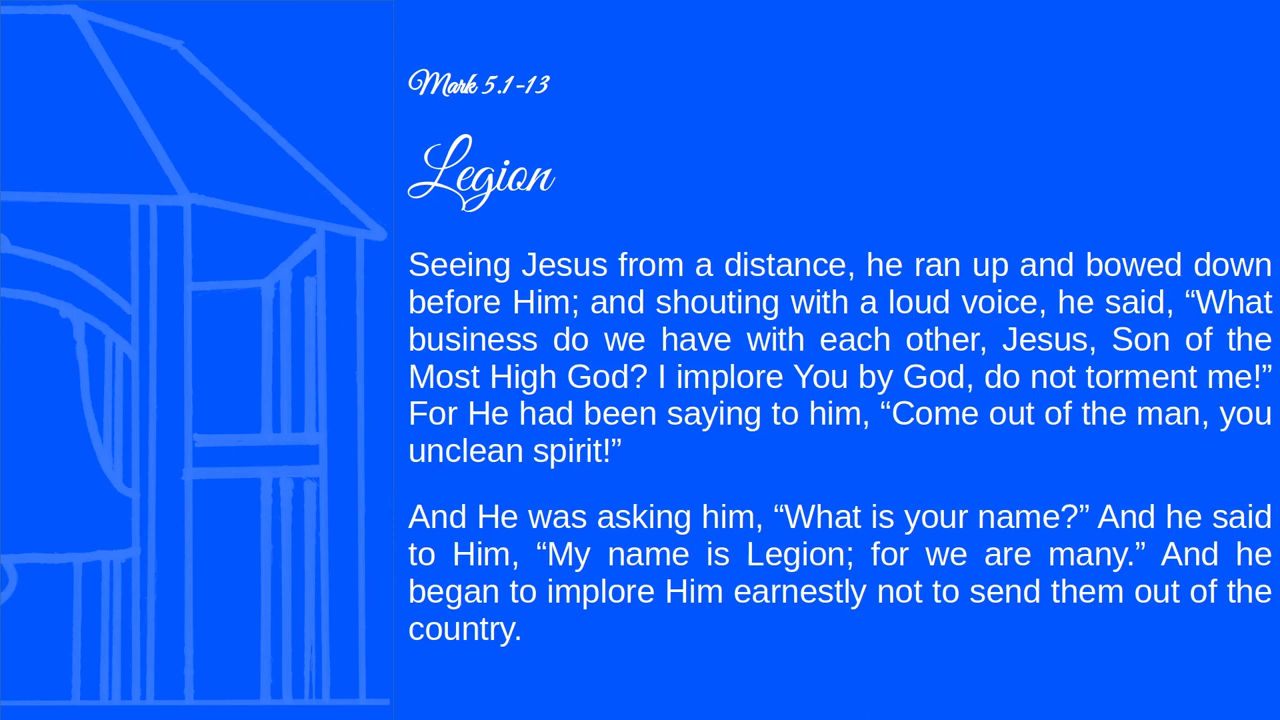 Mark 5.1-13
Legion
Seeing Jesus from a distance, he ran up and bowed down
before Him; and shouting with a loud voice, he said, “What
business do we have with each other, Jesus, Son of the
Most High God? I implore You by God, do not torment me!”
For He had been saying to him, “Come out of the man, you
unclean spirit!”
And He was asking him, “What is your name?” And he said
to Him, “My name is Legion; for we are many.” And he
began to implore Him earnestly not to send them out of the
country.